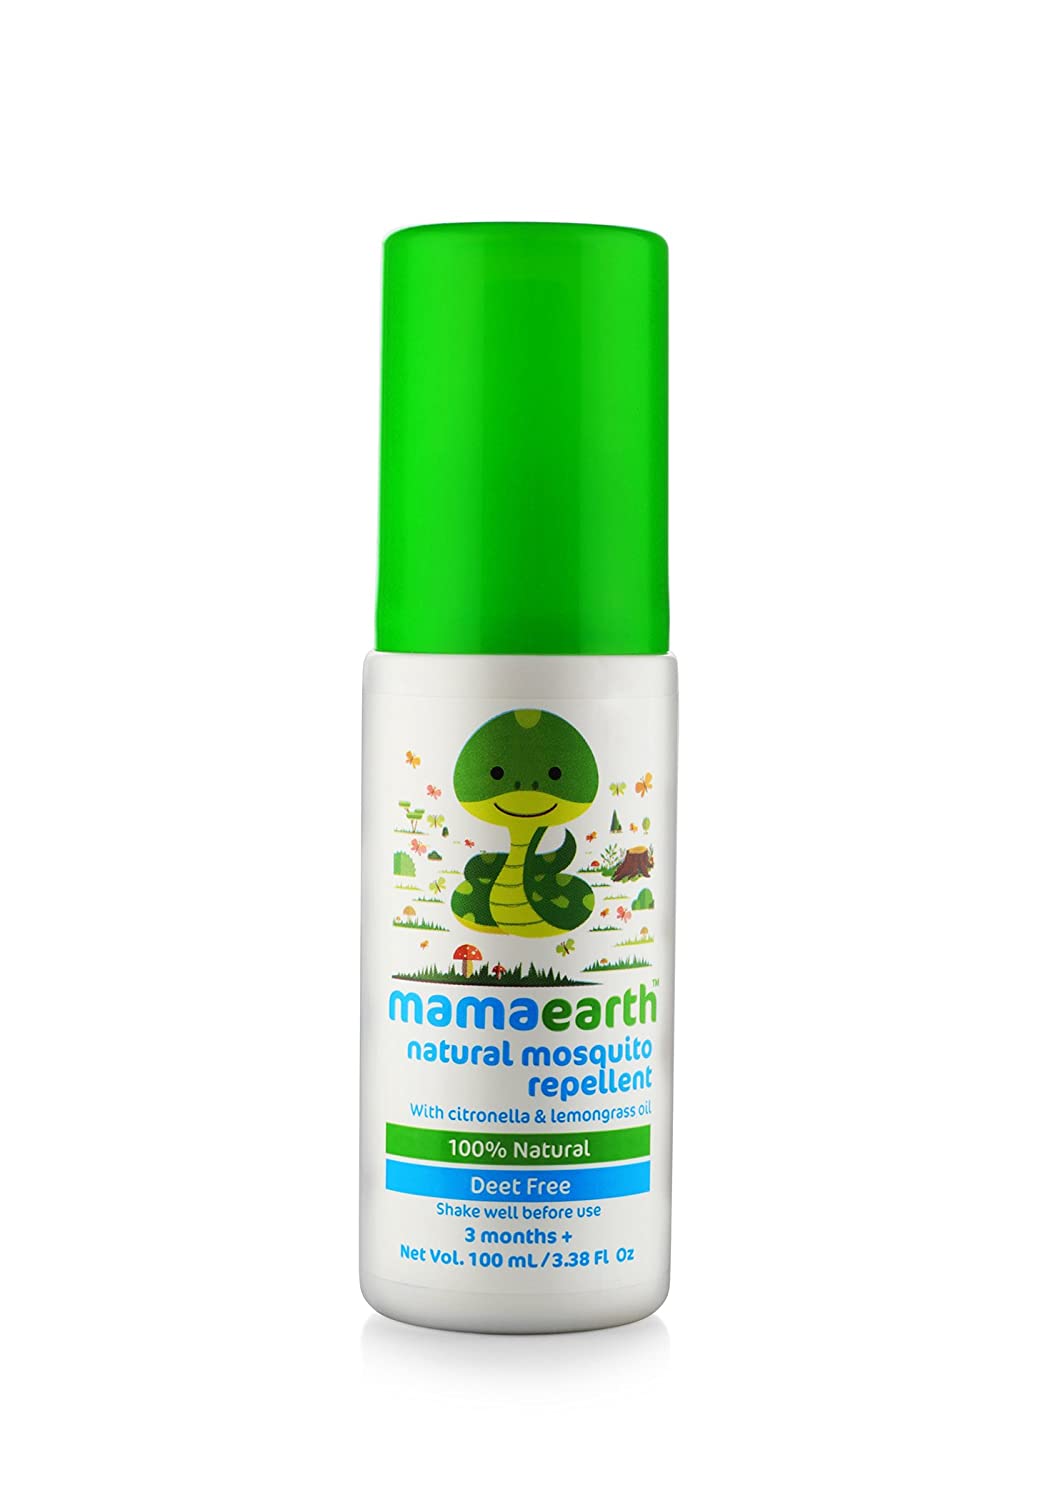 mamaearth™
natural mosquito
repellent
With citronella & lemongrass oil
100% Natural
Deet Free
Shake well before use
3 months +
Net Vol. 100 mL/3.38 Fl Oz